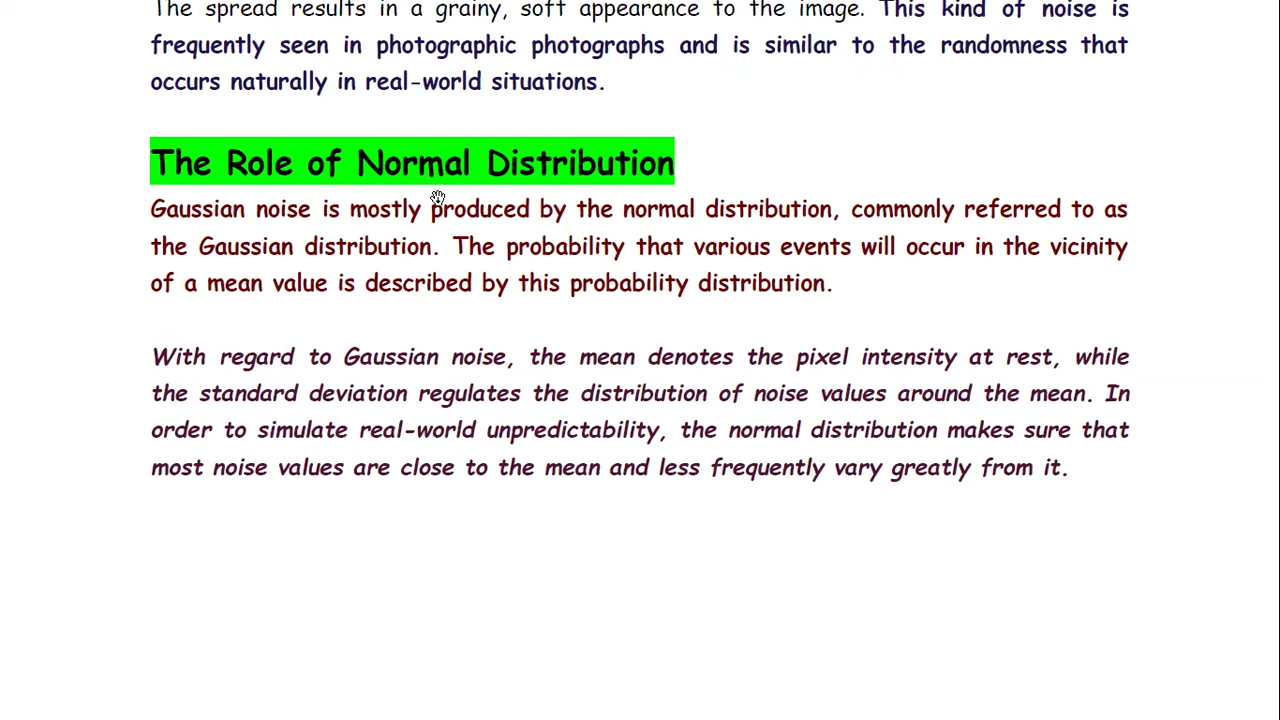 The spread results in a grainy, soft appearance to the image. This kind of noise is
frequently seen in photographic photographs and is similar to the randomness that
occurs naturally in real-world situations.
The Role of Normal Distribution
Gaussian noise is mostly produced by the normal distribution, commonly referred to as
the Gaussian distribution. The probability that various events will occur in the vicinity
of a mean value is described by this probability distribution.
With regard to Gaussian noise, the mean denotes the pixel intensity at rest, while
the standard deviation regulates the distribution of noise values around the mean. In
order to simulate real-world unpredictability, the normal distribution makes sure that
most noise values are close to the mean and less frequently vary greatly from it.